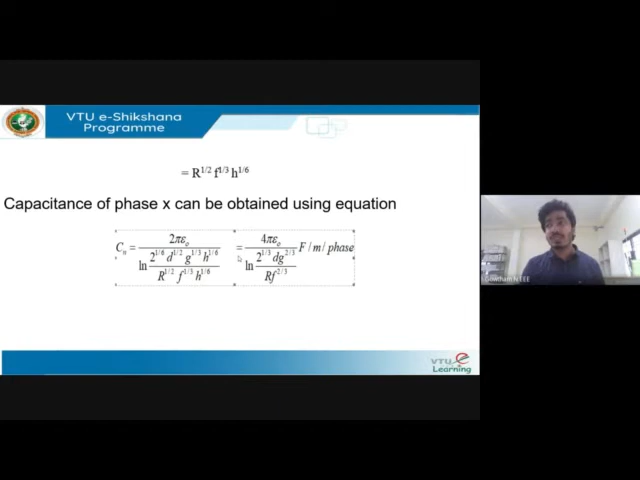 VTU e-Shikshana
Programme
= R^{1/2} f^{1/3} h^{1/6}
Capacitance of phase x can be obtained using equation
C_n = 2πε_o / ln (2^{1/6} d^{1/2} g^{1/3} h^{1/6} / R^{1/2} f^{1/3} h^{1/6}) = 4πε_o / ln (2^{1/3} dg^{2/3} / Rf^{2/3}) F / m / phase
VTU e
Learning